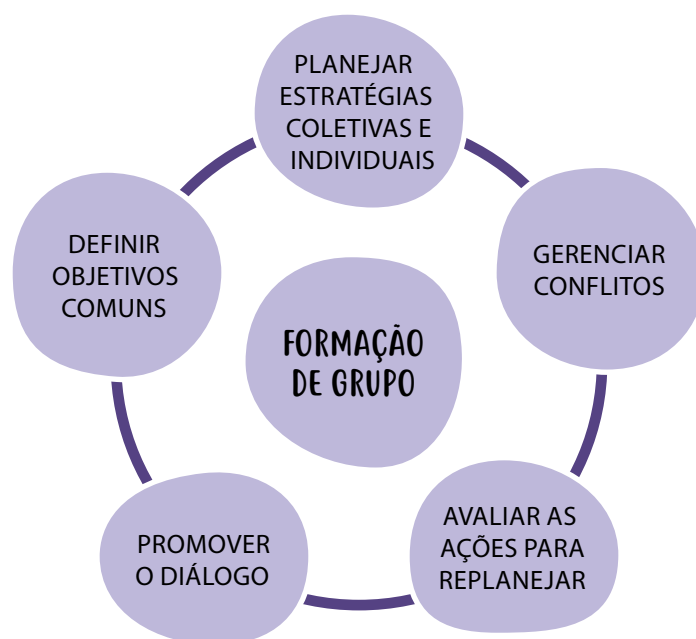 PLANEJAR
ESTRATÉGIAS
COLETIVAS E
INDIVIDUAIS
DEFINIR
OBJETIVOS
COMUNS
GERENCIAR
CONFLITOS
FORMAÇÃO
DE GRUPO
PROMOVER
O DIÁLOGO
AVALIAR AS
AÇÕES PARA
REPLANEJAR